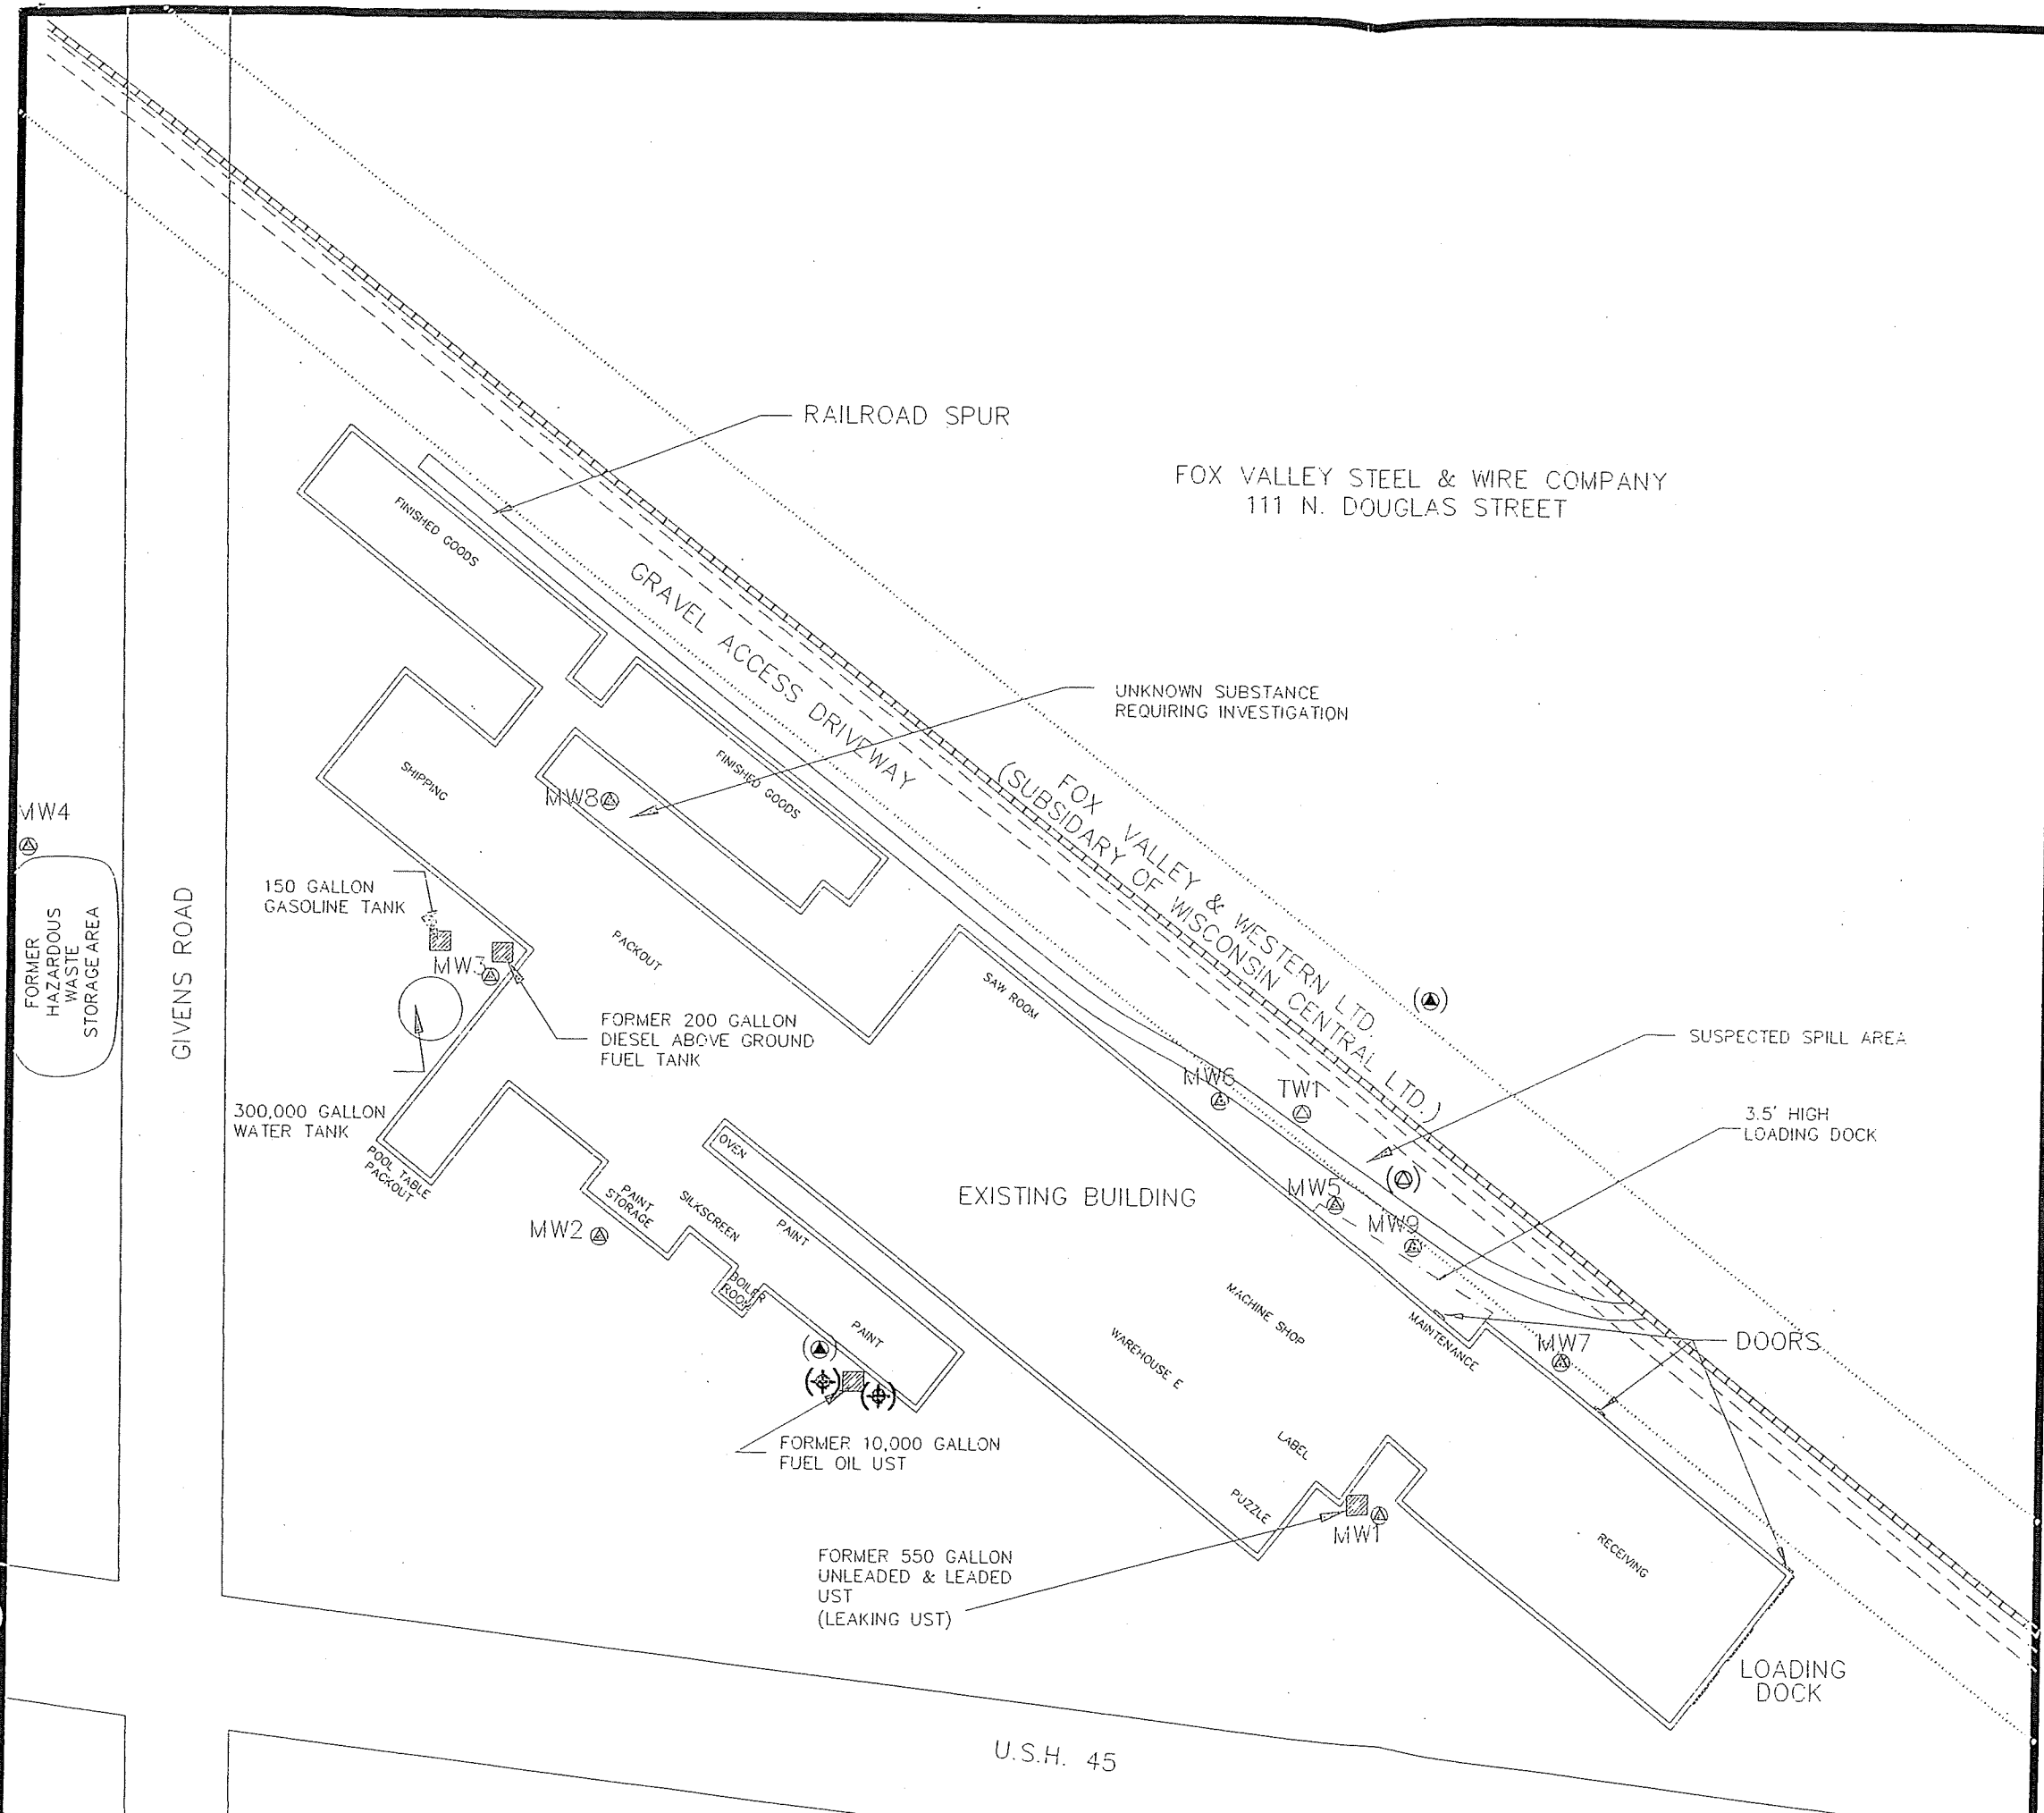 RAILROAD SPUR
FOX VALLEY STEEL & WIRE COMPANY
111 N. DOUGLAS STREET
FINISHED GOODS
GRAVEL ACCESS DRIVEWAY
UNKNOWN SUBSTANCE
REQUIRING INVESTIGATION
FINISHED GOODS
SHIPPING
MW8
FOX VALLEY & WESTERN LTD.
(SUBSIDARY OF WISCONSIN CENTRAL LTD.)
MW4
FORMER
HAZARDOUS
WASTE
STORAGE AREA
GIVENS ROAD
150 GALLON
GASOLINE TANK
MW3
PACKOUT
SAW ROOM
FORMER 200 GALLON
DIESEL ABOVE GROUND
FUEL TANK
SUSPECTED SPILL AREA
MW6
TW1
300,000 GALLON
WATER TANK
3.5' HIGH
LOADING DOCK
POOL TABLE
PACKOUT
OVEN
PAINT
STORAGE
SILKSCREEN
PAINT
EXISTING BUILDING
MW5
MW9
MW2
BOILER
ROOM
PAINT
MACHINE SHOP
WAREHOUSE E
MAINTENANCE
MW7
DOORS
FORMER 10,000 GALLON
FUEL OIL UST
LABEL
PUZZLE
MW1
RECEIVING
FORMER 550 GALLON
UNLEADED & LEADED
UST
(LEAKING UST)
LOADING
DOCK
U.S.H. 45